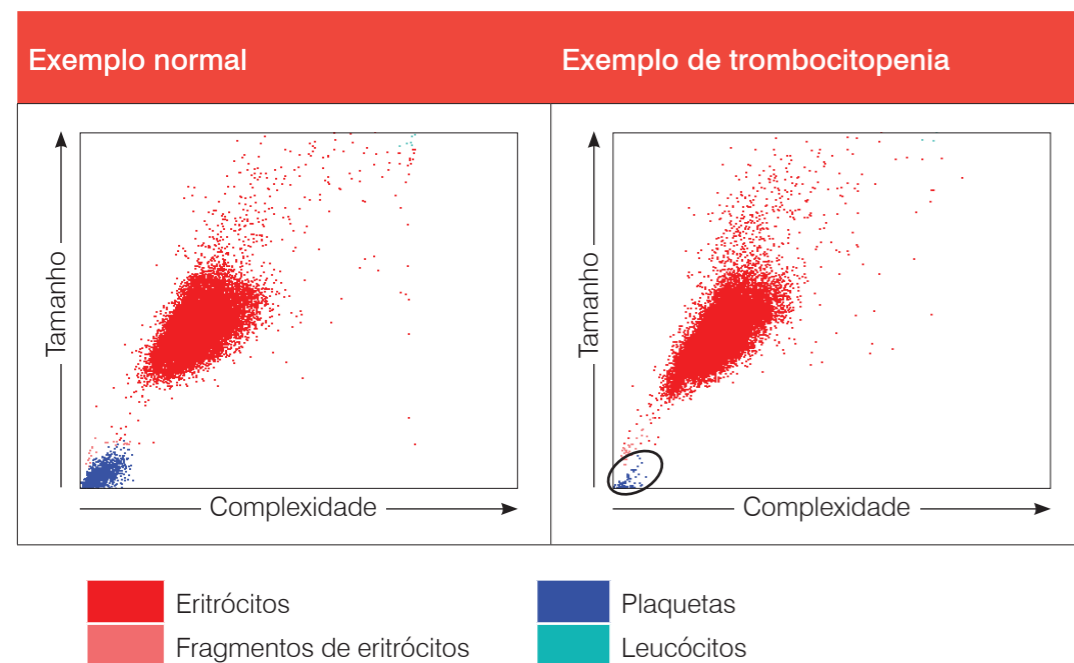 Exemplo normal
Exemplo de trombocitopenia
Tamanho
Complexidade
Tamanho
Complexidade
Eritrócitos
Plaquetas
Fragmentos de eritrócitos
Leucócitos